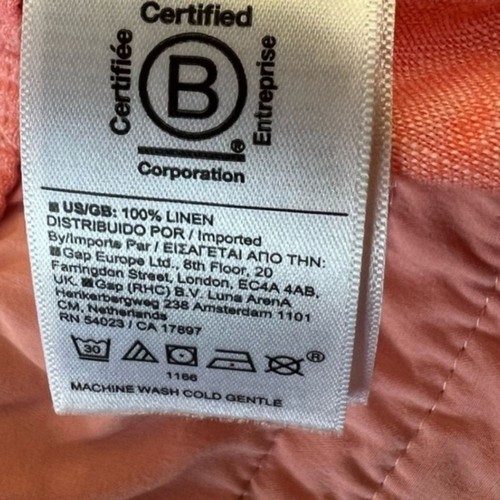 Certified
Certifiée
B
Entreprise
®
Corporation
US/GB: 100% LINEN
DISTRIBUIDO POR / Imported
By/Importe Par / ΕΙΣΑΓΕΤΑΙ ΑΠΟ ΤΗΝ:
Gap Europe Ltd., 8th Floor, 20
Farringdon Street, London, EC4A 4AB,
UK. Gap (RHC) B.V. Luna ArenA,
Herikerbergweg 238 Amsterdam 1101
CM, Netherlands
RN 54023 / CA 17897
30
®
1166
MACHINE WASH COLD GENTLE